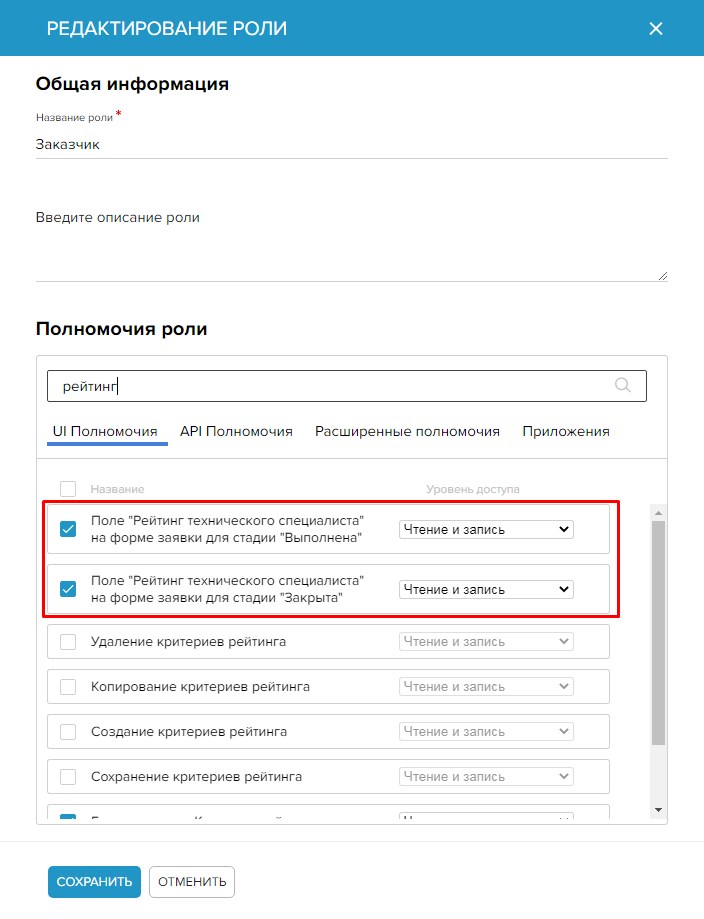 РЕДАКТИРОВАНИЕ РОЛИ
Общая информация
Название роли *
Заказчик
Введите описание роли
Полномочия роли
рейтинг
UI Полномочия API Полномочия Расширенные полномочия Приложения
Название Уровень доступа
Поле "Рейтинг технического специалиста"
на форме заявки для стадии "Выполнена" Чтение и запись
Поле "Рейтинг технического специалиста"
на форме заявки для стадии "Закрыта" Чтение и запись
Удаление критериев рейтинга Чтение и запись
Копирование критериев рейтинга Чтение и запись
Создание критериев рейтинга Чтение и запись
Сохранение критериев рейтинга Чтение и запись
СОХРАНИТЬ ОТМЕНИТЬ